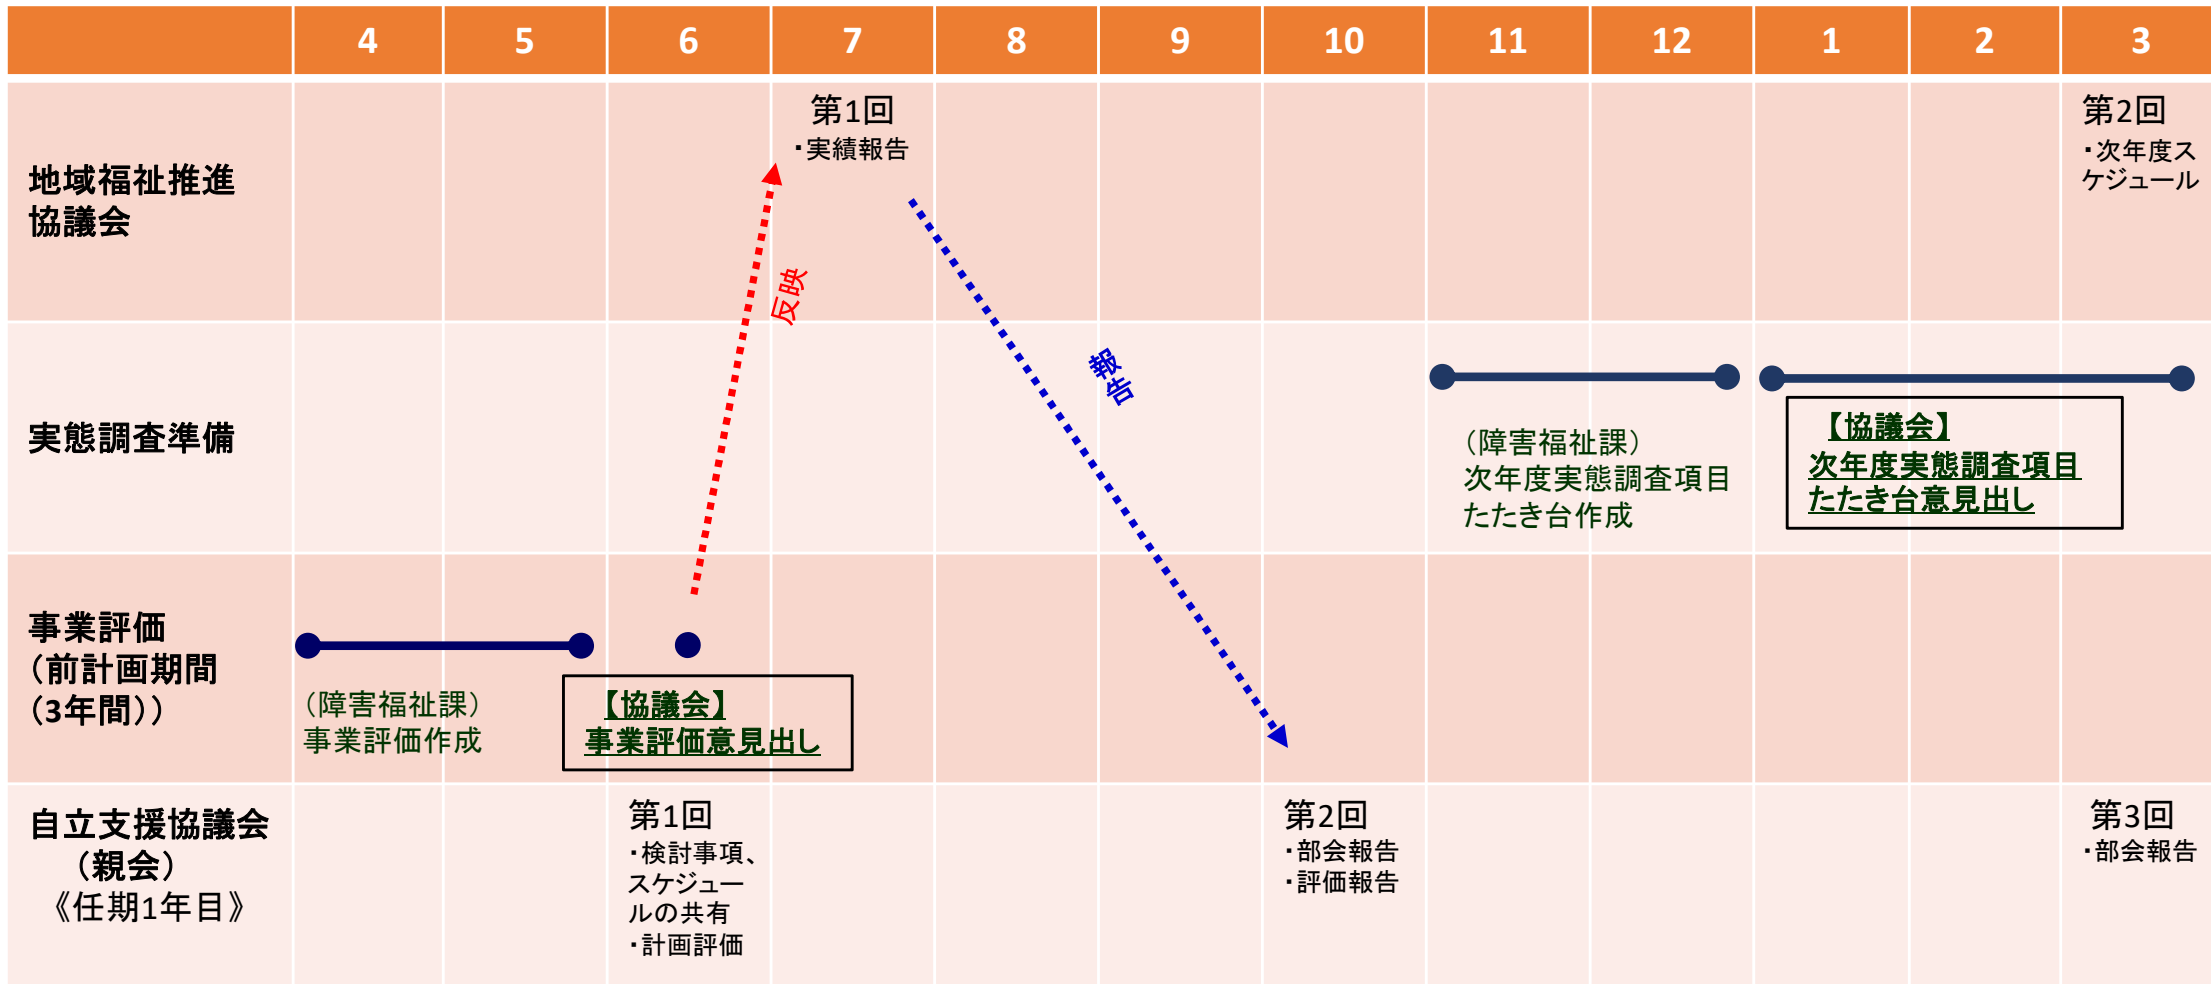 4 5 6 7 8 9 10 11 12 1 2 3
地域福祉推進
協議会
第1回
・実績報告
第2回
・次年度ス
ケジュール
反映
報告
実態調査準備
（障害福祉課）
次年度実態調査項目
たたき台作成
【協議会】
次年度実態調査項目
たたき台意見出し
事業評価
（前計画期間
（3年間））
（障害福祉課）
事業評価作成
【協議会】
事業評価意見出し
自立支援協議会
（親会）
《任期1年目》
第1回
・検討事項、
スケジュー
ルの共有
・計画評価
第2回
・部会報告
・評価報告
第3回
・部会報告